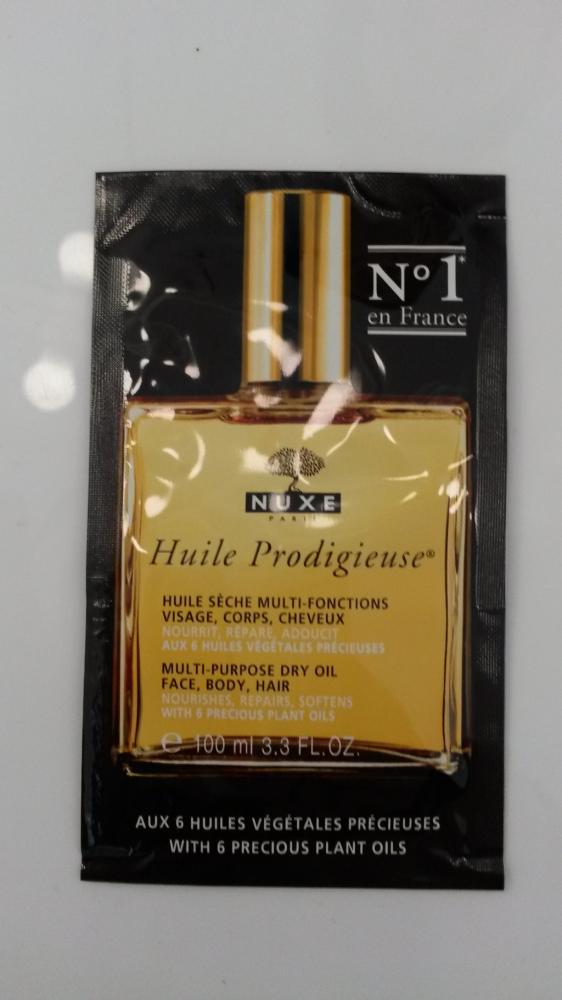 N°1*
en France
NUXE
PARIS
Huile Prodigieuse®
HUILE SÈCHE MULTI-FONCTIONS
VISAGE, CORPS, CHEVEUX
NOURRIT, RÉPARE, ADOUCIT
AUX 6 HUILES VÉGÉTALES PRÉCIEUSES
MULTI-PURPOSE DRY OIL
FACE, BODY, HAIR
NOURISHES, REPAIRS, SOFTENS
WITH 6 PRECIOUS PLANT OILS
℮ 100 ml 3.3 FL.OZ.
AUX 6 HUILES VÉGÉTALES PRÉCIEUSES
WITH 6 PRECIOUS PLANT OILS